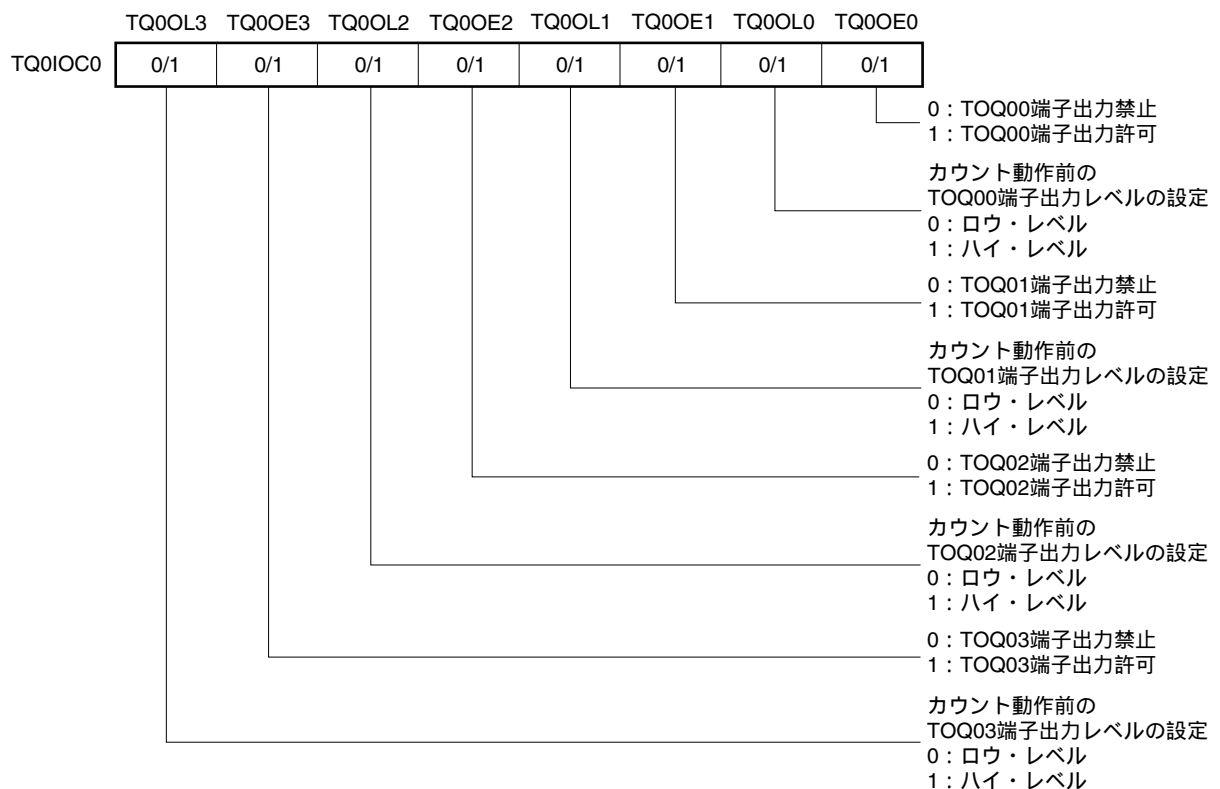 TQ0OL3 TQ0OE3 TQ0OL2 TQ0OE2 TQ0OL1 TQ0OE1 TQ0OL0 TQ0OE0
TQ0IOC0 0/1 0/1 0/1 0/1 0/1 0/1 0/1 0/1
0：TOQ00端子出力禁止
1：TOQ00端子出力許可
カウント動作前の
TOQ00端子出力レベルの設定
0：ロウ・レベル
1：ハイ・レベル
0：TOQ01端子出力禁止
1：TOQ01端子出力許可
カウント動作前の
TOQ01端子出力レベルの設定
0：ロウ・レベル
1：ハイ・レベル
0：TOQ02端子出力禁止
1：TOQ02端子出力許可
カウント動作前の
TOQ02端子出力レベルの設定
0：ロウ・レベル
1：ハイ・レベル
0：TOQ03端子出力禁止
1：TOQ03端子出力許可
カウント動作前の
TOQ03端子出力レベルの設定
0：ロウ・レベル
1：ハイ・レベル